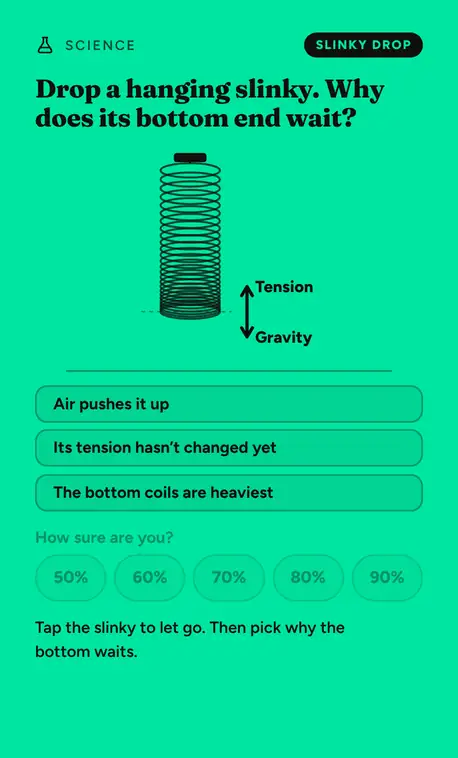 SCIENCE
SLINKY DROP
Drop a hanging slinky. Why
does its bottom end wait?
Tension
Gravity
Air pushes it up
Its tension hasn’t changed yet
The bottom coils are heaviest
How sure are you?
50% 60% 70% 80% 90%
Tap the slinky to let go. Then pick why the
bottom waits.